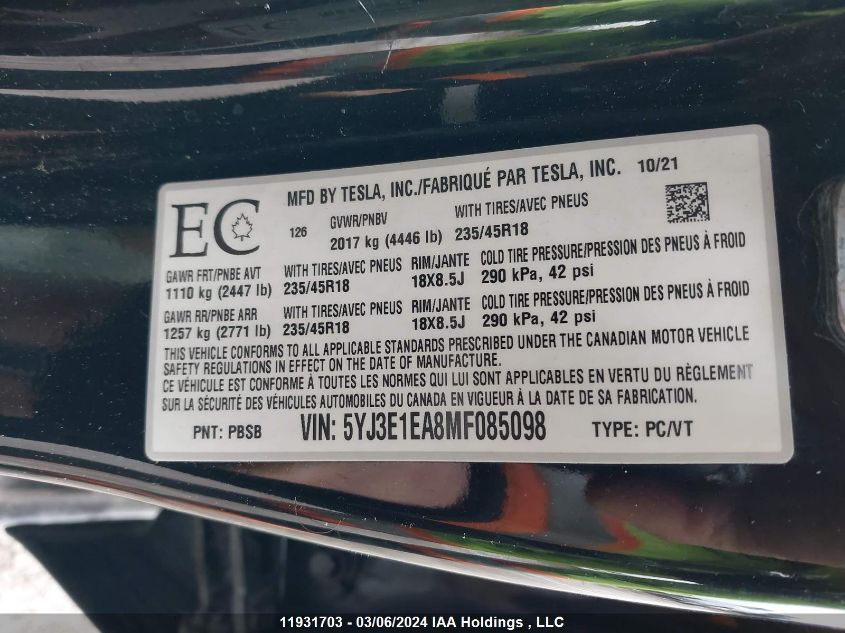 MFD BY TESLA, INC./FABRIQUÉ PAR TESLA, INC. 10/21
EC
126
GVWR/PNBV WITH TIRES/AVEC PNEUS
2017 kg (4446 lb) 235/45R18
GAWR FRT/PNBE AVT WITH TIRES/AVEC PNEUS RIM/JANTE COLD TIRE PRESSURE/PRESSION DES PNEUS À FROID
1110 kg (2447 lb) 235/45R18 18X8.5J 290 kPa, 42 psi
GAWR RR/PNBE ARR WITH TIRES/AVEC PNEUS RIM/JANTE COLD TIRE PRESSURE/PRESSION DES PNEUS À FROID
1257 kg (2771 lb) 235/45R18 18X8.5J 290 kPa, 42 psi
THIS VEHICLE CONFORMS TO ALL APPLICABLE STANDARDS PRESCRIBED UNDER THE CANADIAN MOTOR VEHICLE
SAFETY REGULATIONS IN EFFECT ON THE DATE OF MANUFACTURE.
CE VÉHICULE EST CONFORME À TOUTES LES NORMES QUI LUI SONT APPLICABLES EN VERTU DU RÈGLEMENT
SUR LA SÉCURITÉ DES VÉHICULES AUTOMOBILES DU CANADA EN VIGUEUR À LA DATE DE SA FABRICATION.
PNT: PBSB VIN: 5YJ3E1EA8MF085098 TYPE: PC/VT
11931703 - 03/06/2024 IAA Holdings , LLC